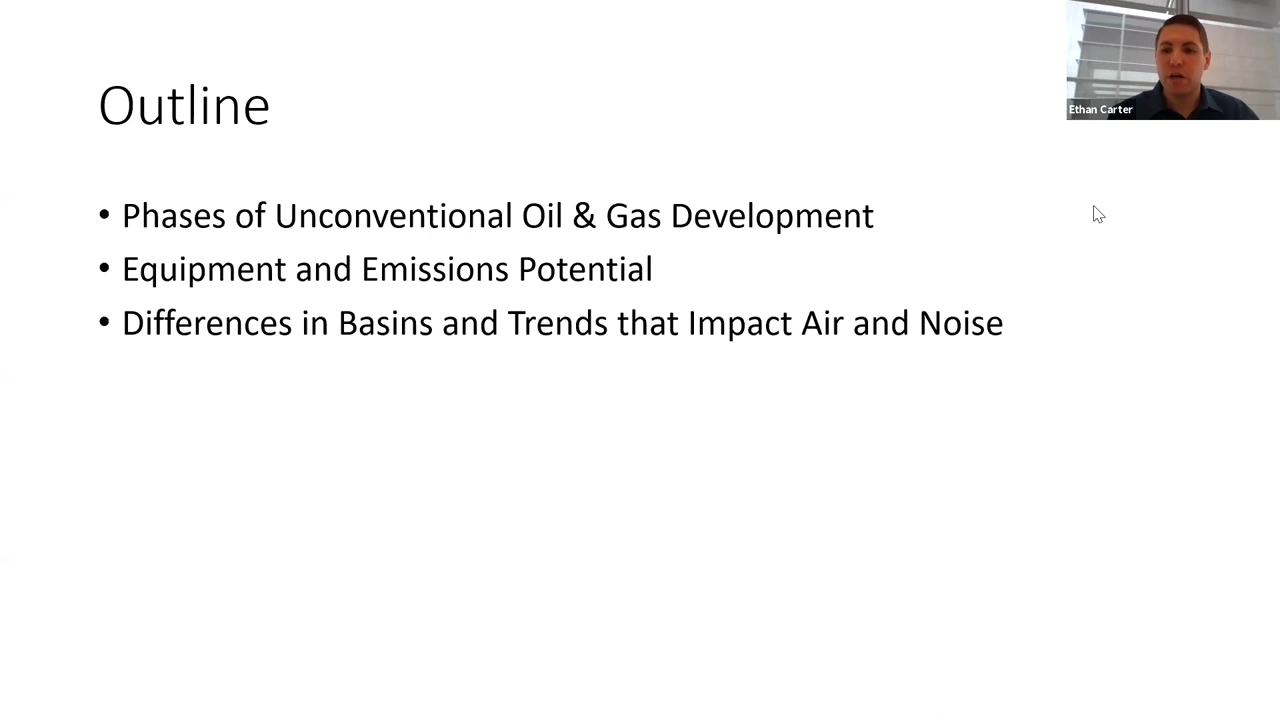 Outline
• Phases of Unconventional Oil & Gas Development
• Equipment and Emissions Potential
• Differences in Basins and Trends that Impact Air and Noise
Ethan Carter